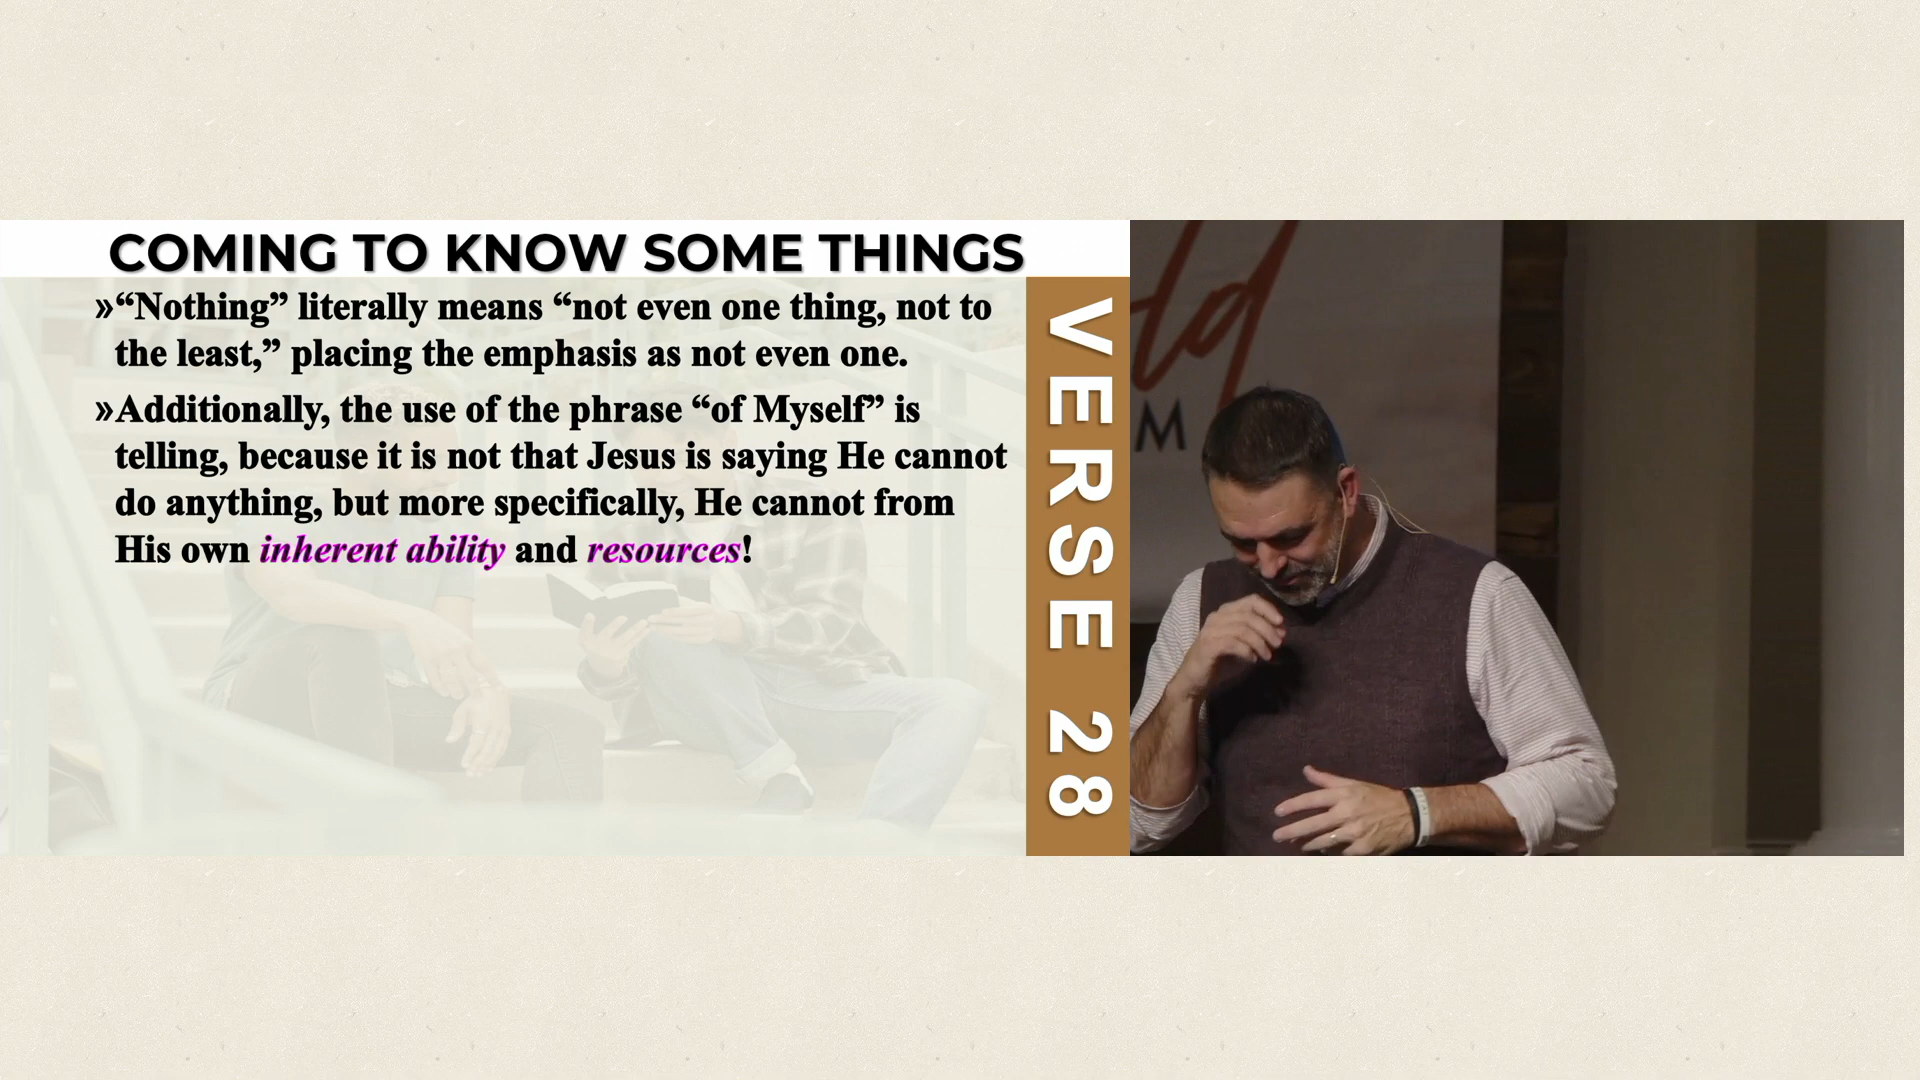 COMING TO KNOW SOME THINGS
»“Nothing” literally means “not even one thing, not to
the least,” placing the emphasis as not even one.
»Additionally, the use of the phrase “of Myself” is
telling, because it is not that Jesus is saying He cannot
do anything, but more specifically, He cannot from
His own inherent ability and resources!
VERSE 28
ld
M